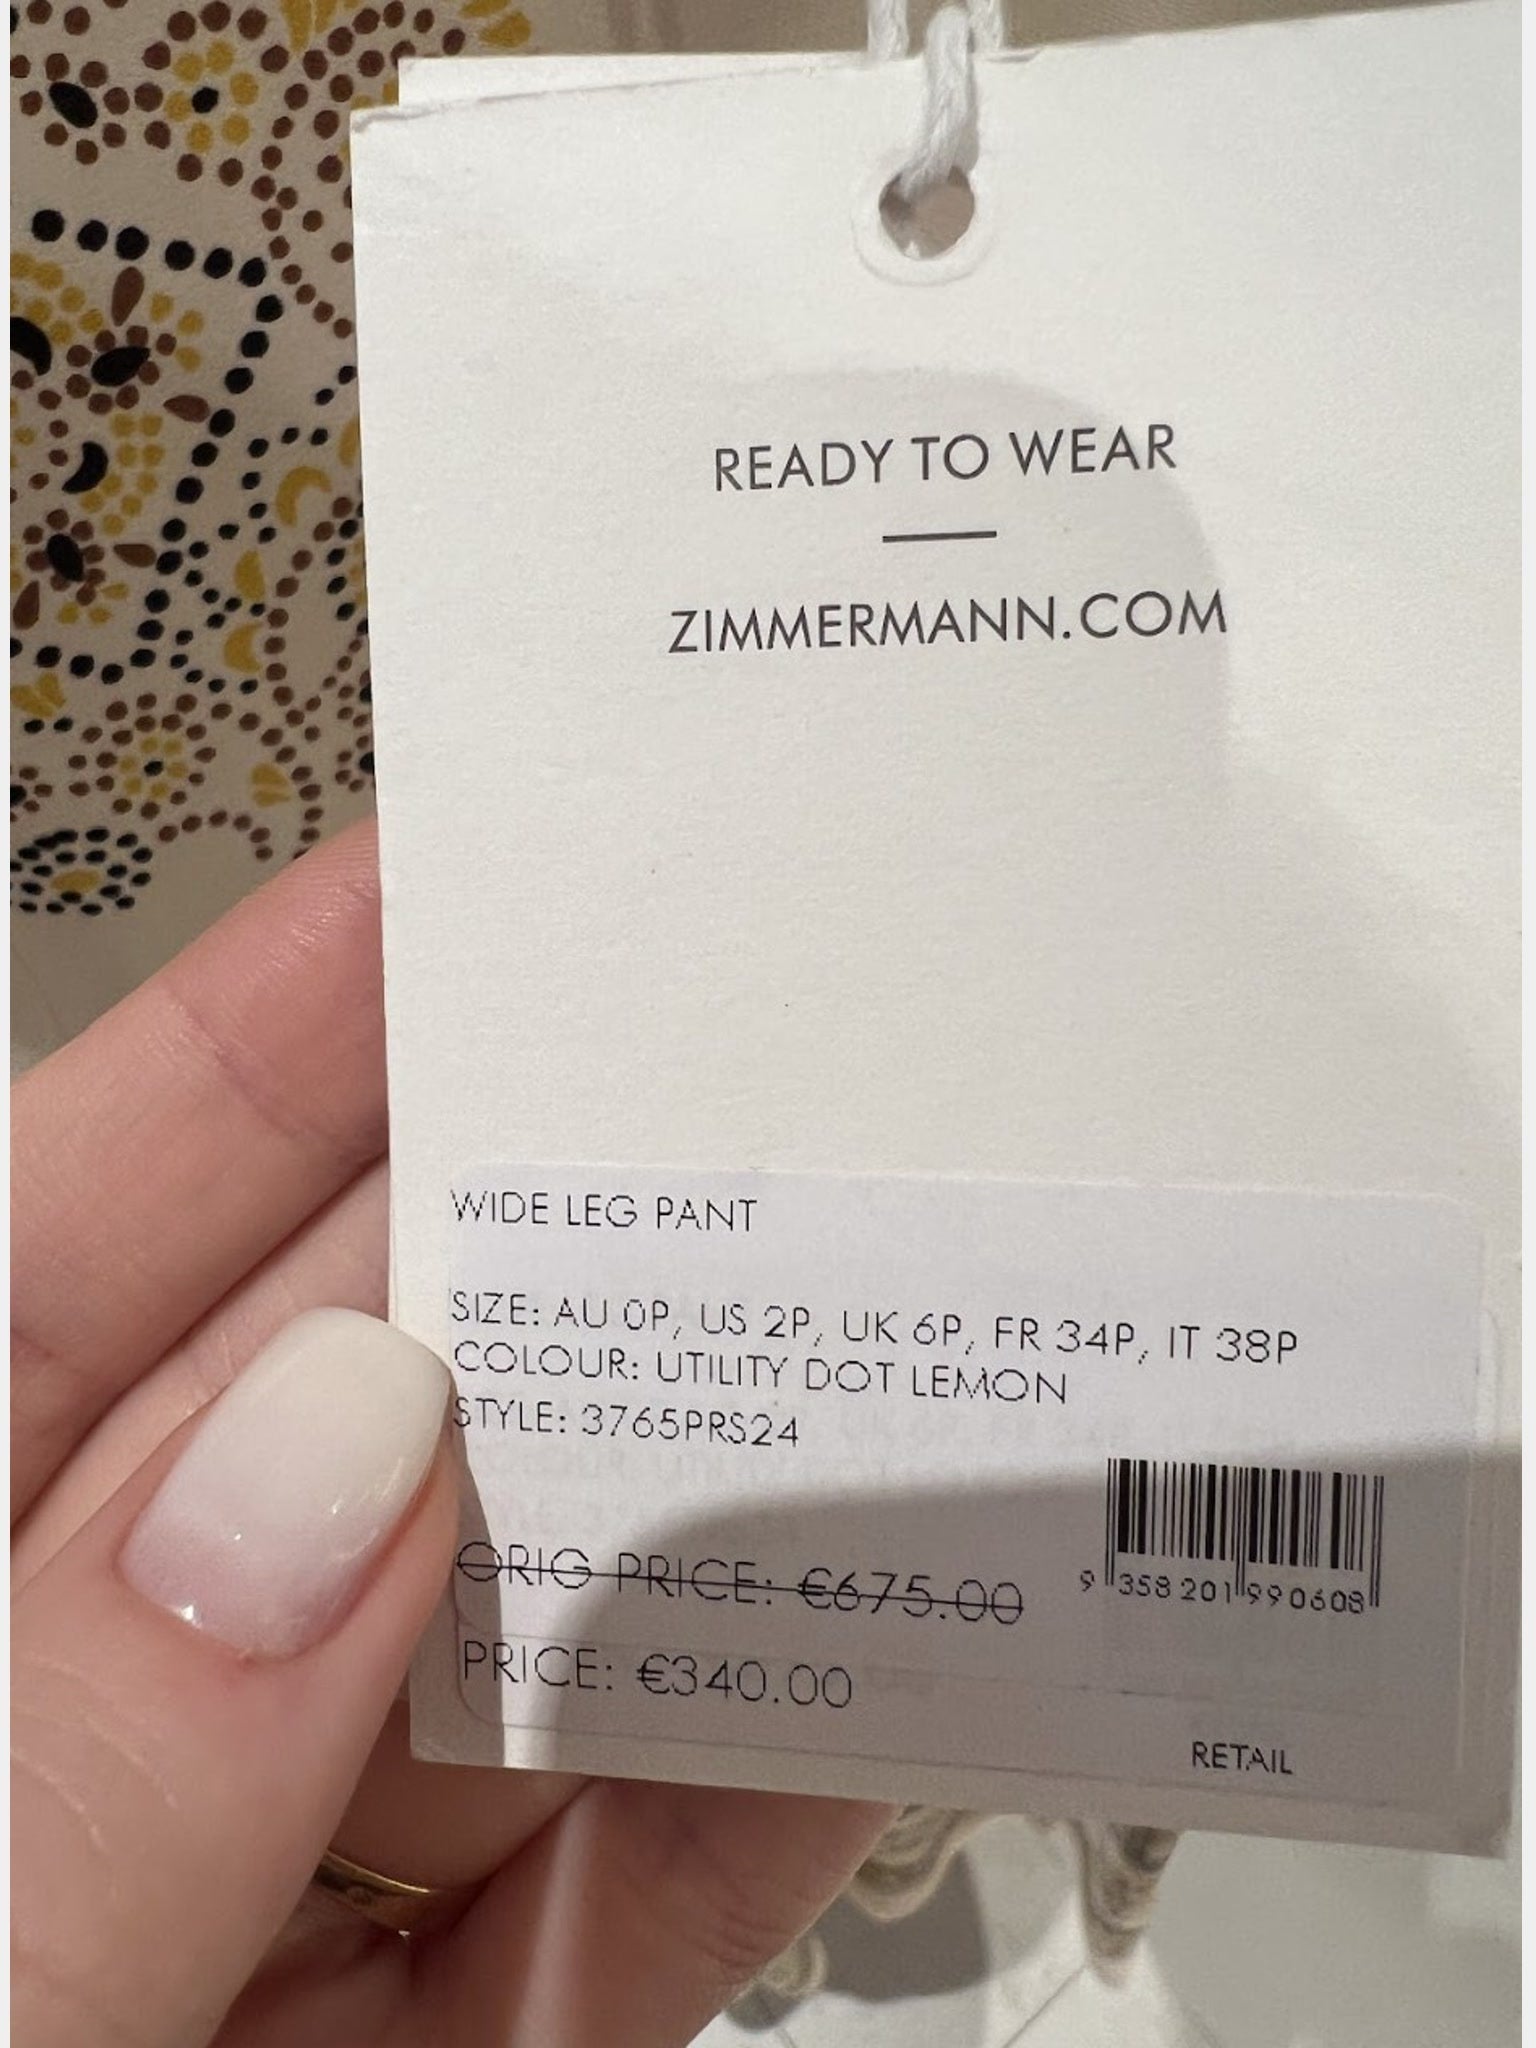 READY TO WEAR
ZIMMERMANN.COM
WIDE LEG PANT
SIZE: AU 0P, US 2P, UK 6P, FR 34P, IT 38P
COLOUR: UTILITY DOT LEMON
STYLE: 3765PRS24
ORIG PRICE: €675.00
9 358201 990608
PRICE: €340.00
RETAIL